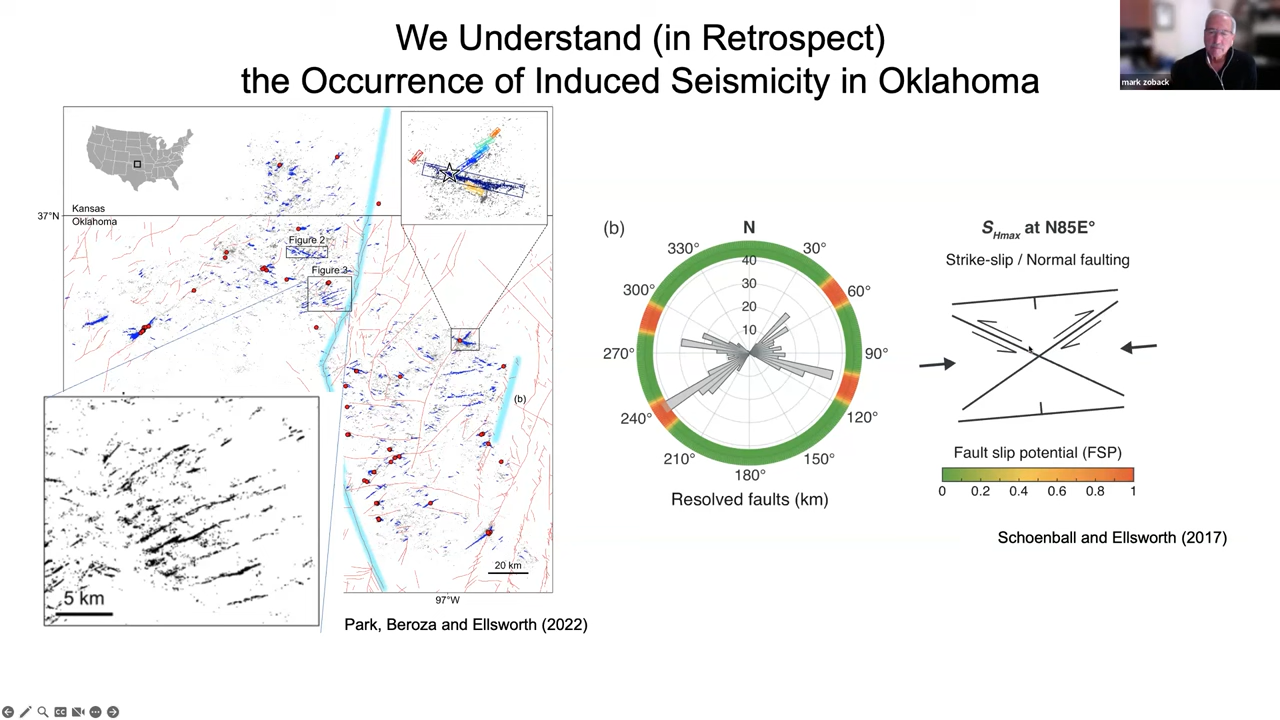 We Understand (in Retrospect)
the Occurrence of Induced Seismicity in Oklahoma
mark zoback
Kansas
Oklahoma
37°N
Figure 2
Figure 3
(b)
20 km
97°W
5 km
Park, Beroza and Ellsworth (2022)
(b)
N
30°
60°
90°
120°
150°
180°
210°
240°
270°
300°
330°
40
30
20
10
Resolved faults (km)
SHmax at N85E°
Strike-slip / Normal faulting
Fault slip potential (FSP)
0 0.2 0.4 0.6 0.8 1
Schoenball and Ellsworth (2017)
CC